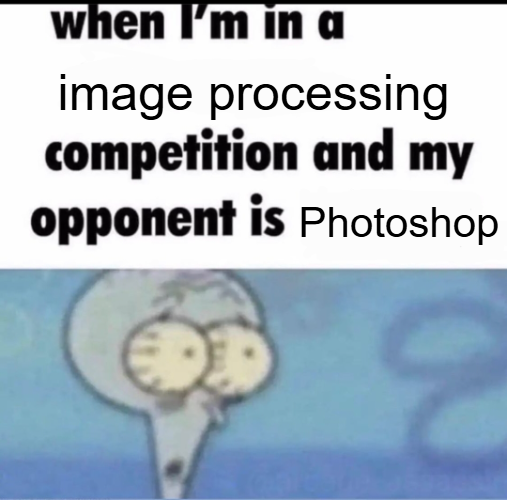 when I'm in a
image processing
competition and my
opponent is Photoshop